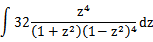 ∫ 32 z⁴/((1 + z²)(1 − z²)⁴) dz